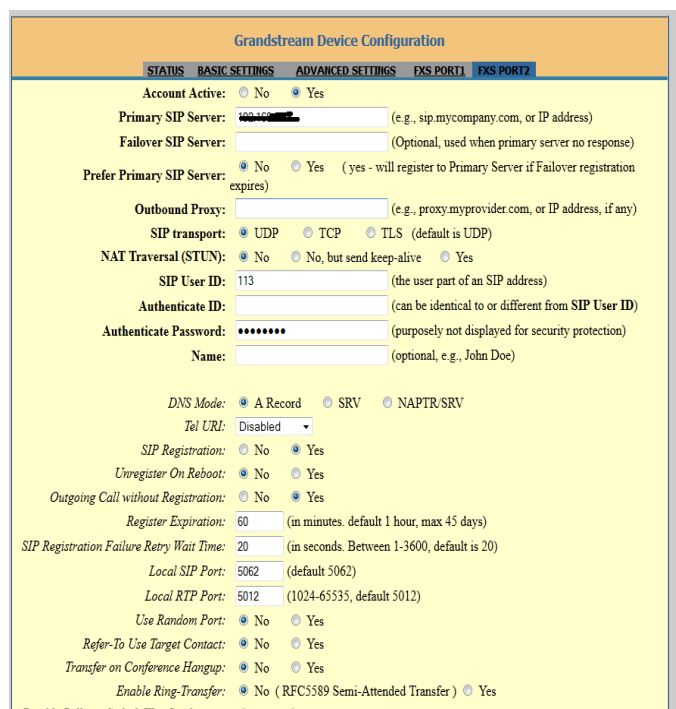 Grandstream Device Configuration
STATUS BASIC SETTINGS ADVANCED SETTINGS FXS PORT1 FXS PORT2
Account Active: No Yes
Primary SIP Server: (e.g., sip.mycompany.com, or IP address)
Failover SIP Server: (Optional, used when primary server no response)
Prefer Primary SIP Server: No Yes ( yes - will register to Primary Server if Failover registration
expires)
Outbound Proxy: (e.g., proxy.myprovider.com, or IP address, if any)
SIP transport: UDP TCP TLS (default is UDP)
NAT Traversal (STUN): No No, but send keep-alive Yes
SIP User ID: 113 (the user part of an SIP address)
Authenticate ID: (can be identical to or different from SIP User ID)
Authenticate Password: •••••••• (purposely not displayed for security protection)
Name: (optional, e.g., John Doe)
DNS Mode: A Record SRV NAPTR/SRV
Tel URI: Disabled
SIP Registration: No Yes
Unregister On Reboot: No Yes
Outgoing Call without Registration: No Yes
Register Expiration: 60 (in minutes. default 1 hour, max 45 days)
SIP Registration Failure Retry Wait Time: 20 (in seconds. Between 1-3600, default is 20)
Local SIP Port: 5062 (default 5062)
Local RTP Port: 5012 (1024-65535, default 5012)
Use Random Port: No Yes
Refer-To Use Target Contact: No Yes
Transfer on Conference Hangup: No Yes
Enable Ring-Transfer: No ( RFC5589 Semi-Attended Transfer ) Yes